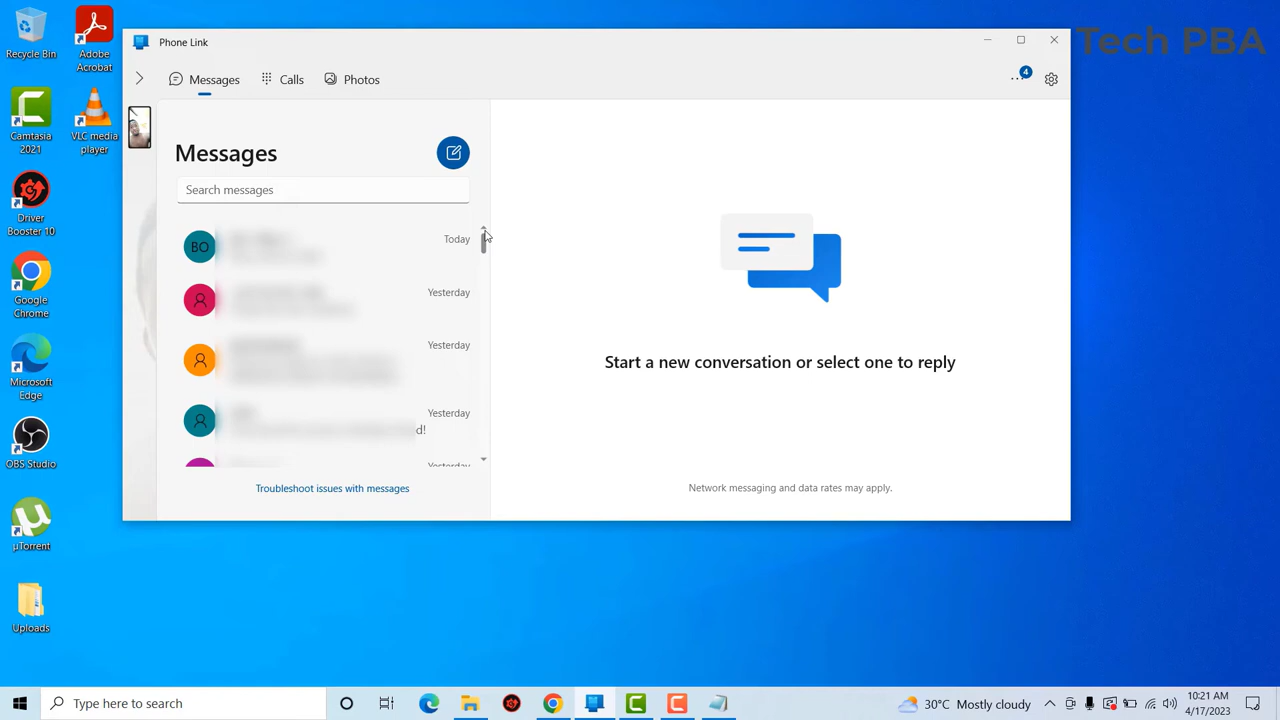 Recycle Bin
Adobe
Acrobat
Camtasia
2021
VLC media
player
Driver
Booster 10
Google
Chrome
Microsoft
Edge
OBS Studio
µTorrent
Uploads
Tech PBA
Phone Link
Messages
Calls
Photos
4
Messages
Search messages
BO
Today
Yesterday
Yesterday
Yesterday
d!
Yesterday
Troubleshoot issues with messages
Start a new conversation or select one to reply
Network messaging and data rates may apply.
Type here to search
30°C Mostly cloudy
10:21 AM
4/17/2023